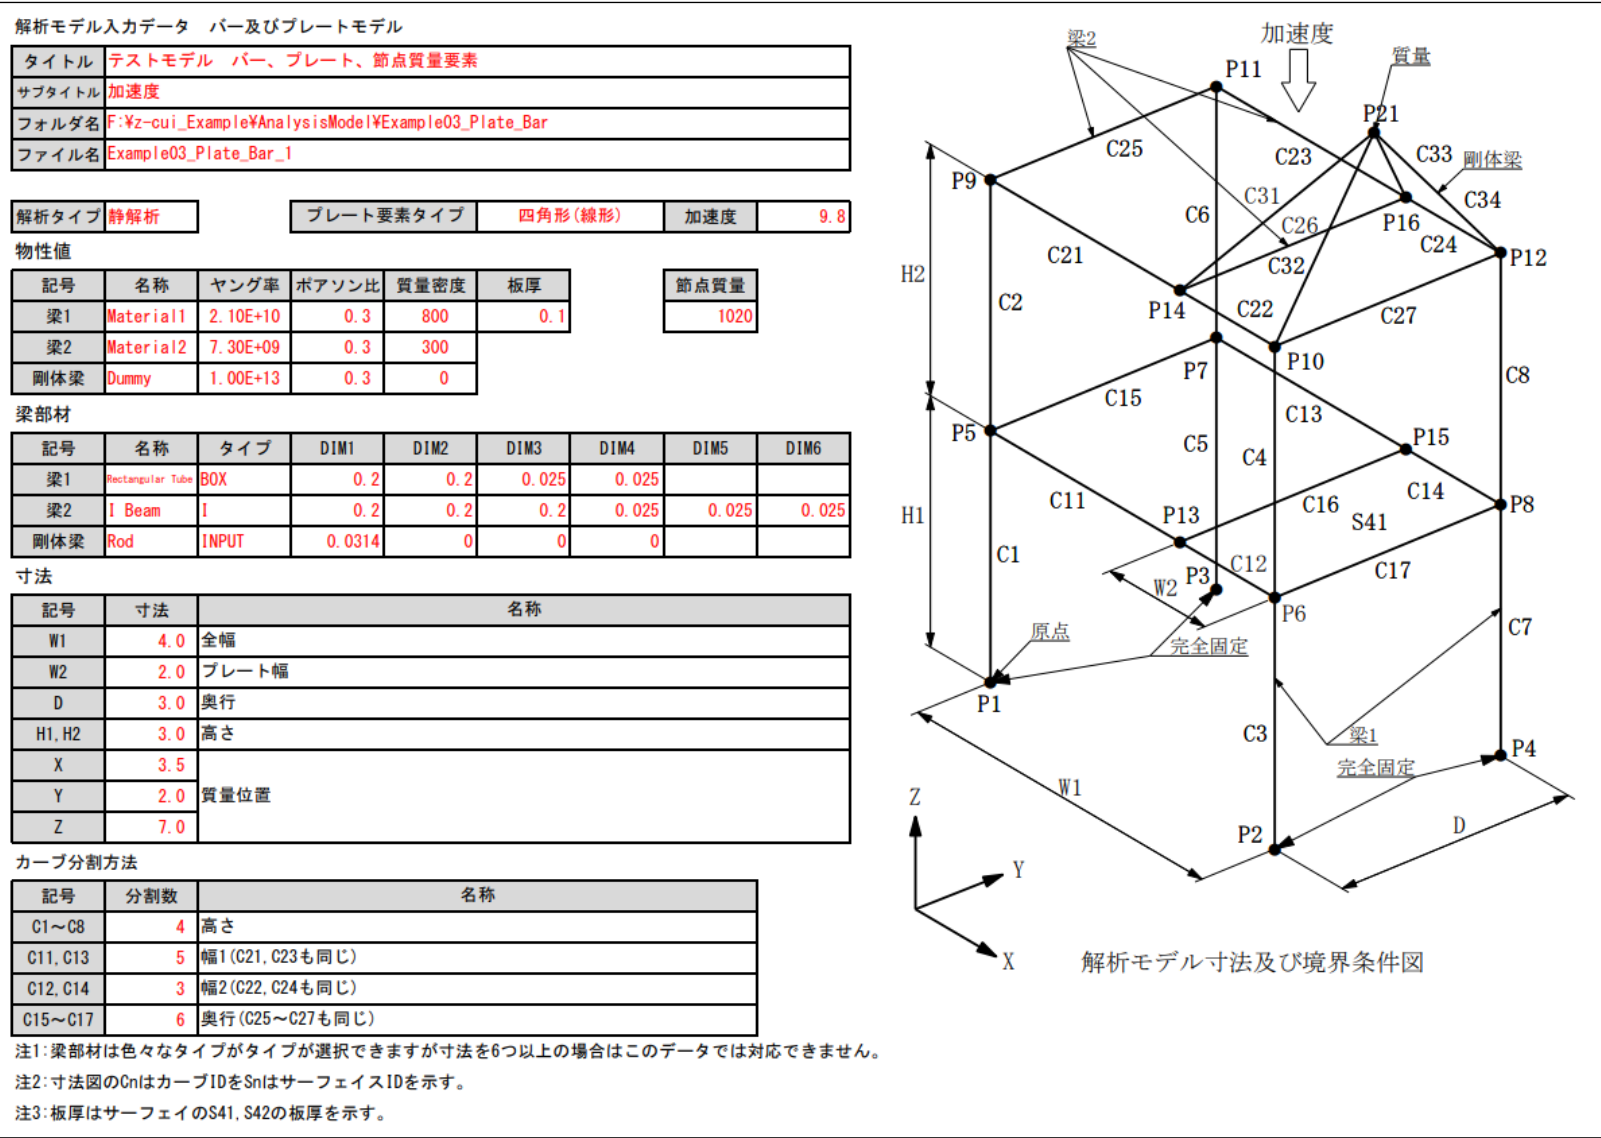 解析モデル入力データ　バー及びプレートモデル
タイトル テストモデル　バー、プレート、節点質量要素
サブタイトル 加速度
フォルダ名 F:¥z-cui_Example¥AnalysisModel¥Example03_Plate_Bar
ファイル名 Example03_Plate_Bar_1
解析タイプ 静解析 プレート要素タイプ 四角形(線形) 加速度 9.8
物性値
記号 名称 ヤング率 ポアソン比 質量密度 板厚 節点質量
梁1 Material1 2.10E+10 0.3 800 0.1 1020
梁2 Material2 7.30E+09 0.3 300
剛体梁 Dummy 1.00E+13 0.3 0
梁部材
記号 名称 タイプ DIM1 DIM2 DIM3 DIM4 DIM5 DIM6
梁1 Rectangular Tube BOX 0.2 0.2 0.025 0.025
梁2 I Beam I 0.2 0.2 0.2 0.025 0.025 0.025
剛体梁 Rod INPUT 0.0314 0 0 0
寸法
記号 寸法 名称
W1 4.0 全幅
W2 2.0 プレート幅
D 3.0 奥行
H1,H2 3.0 高さ
X 3.5
Y 2.0 質量位置
Z 7.0
カーブ分割方法
記号 分割数 名称
C1～C8 4 高さ
C11,C13 5 幅1(C21,C23も同じ)
C12,C14 3 幅2(C22,C24も同じ)
C15～C17 6 奥行(C25～C27も同じ)
注1:梁部材は色々なタイプがタイプが選択できますが寸法を6つ以上の場合はこのデータでは対応できません。
注2:寸法図のCnはカーブIDをSnはサーフェイスIDを示す。
注3:板厚はサーフェイのS41,S42の板厚を示す。
梁2
加速度
質量
P11
P21
C25
C23
C33
剛体梁
P9
C31
C34
C6
C26
P16
C24
C21
P12
H2
C32
C2
P14
C22
C27
P7
P10
C8
C15
C13
P5
P15
C5
C4
C11
C14
P13
C16
P8
H1
S41
C1
C12
C17
W2
P3
P6
原点
完全固定
C7
P1
C3
梁1
P4
完全固定
W1
Z
P2
D
Y
X
解析モデル寸法及び境界条件図